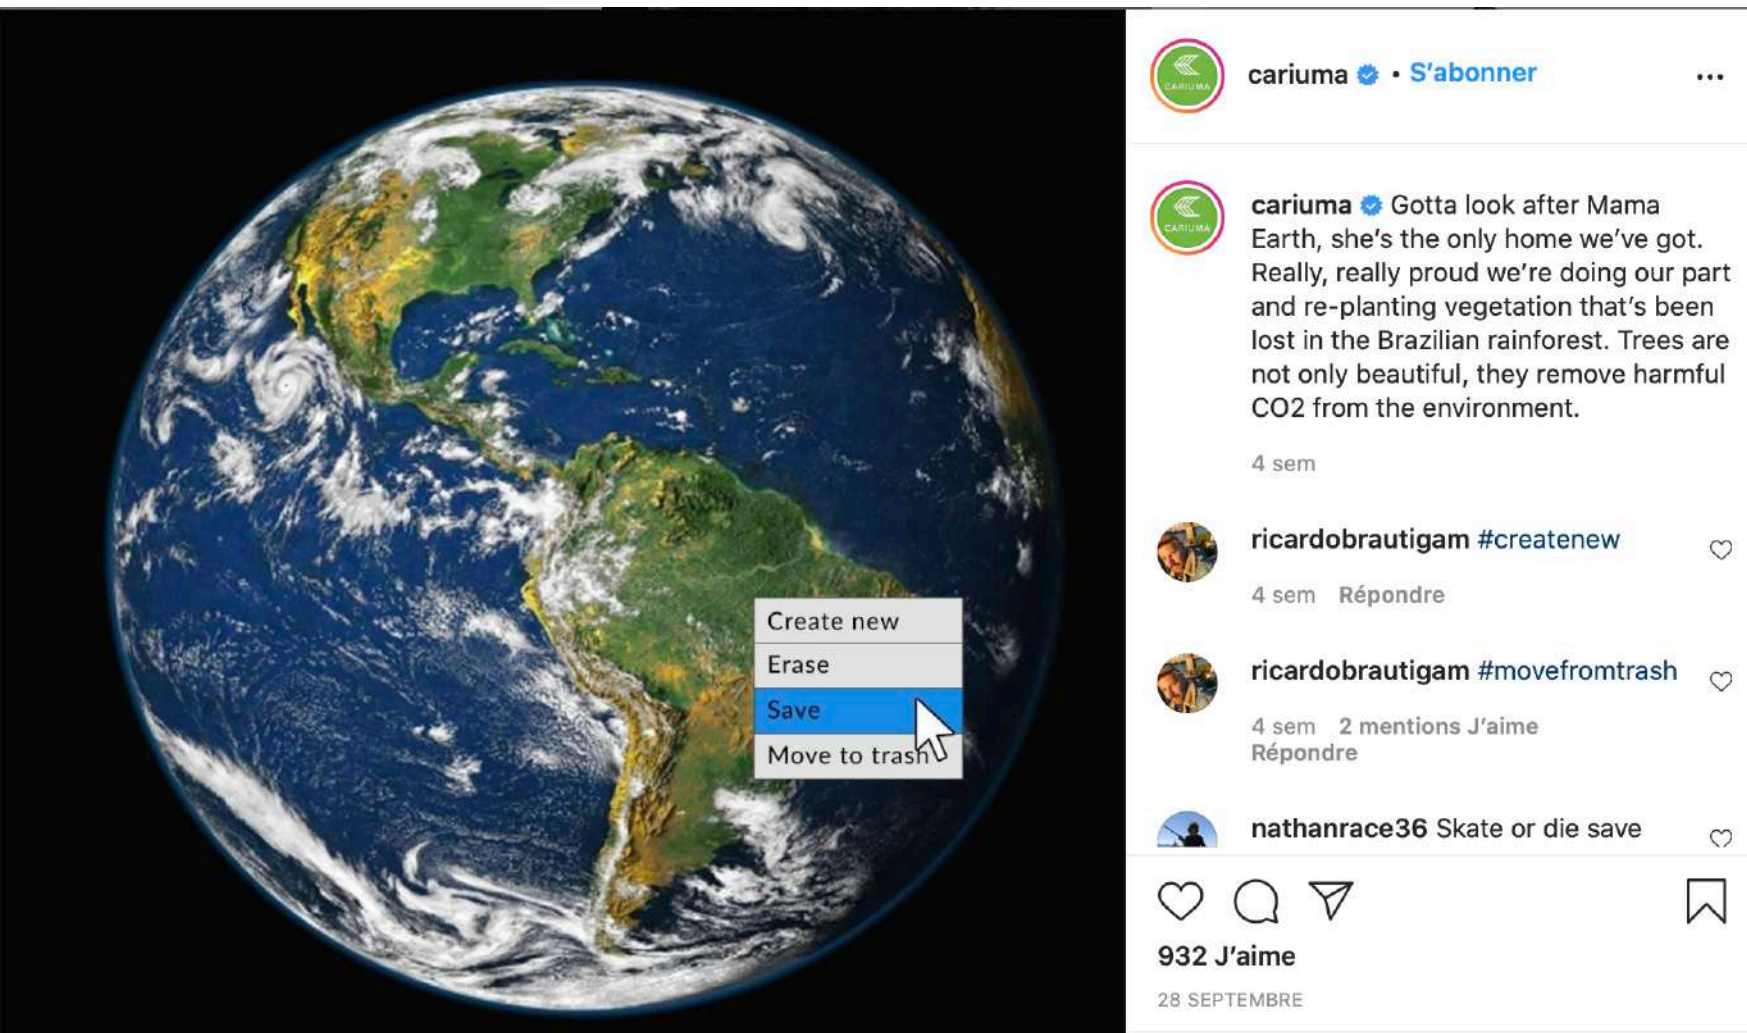 cariuma • S'abonner
CARIUMA
cariuma Gotta look after Mama
Earth, she's the only home we've got.
Really, really proud we're doing our part
and re-planting vegetation that's been
lost in the Brazilian rainforest. Trees are
not only beautiful, they remove harmful
CO2 from the environment.
CARIUMA
4 sem
ricardobrautigam #createnew
4 sem Répondre
ricardobrautigam #movefromtrash
4 sem 2 mentions J'aime
Répondre
nathanrace36 Skate or die save
932 J'aime
28 SEPTEMBRE
Create new
Erase
Save
Move to trash